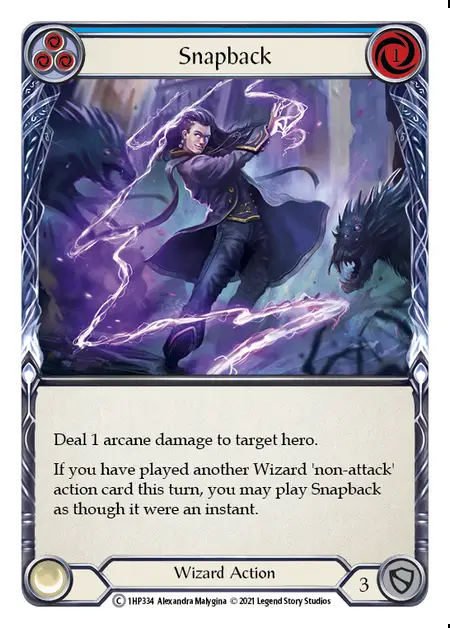 Snapback
1
Deal 1 arcane damage to target hero.
If you have played another Wizard 'non-attack'
action card this turn, you may play Snapback
as though it were an instant.
Wizard Action
3
C 1HP334 Alexandra Malygina © 2021 Legend Story Studios